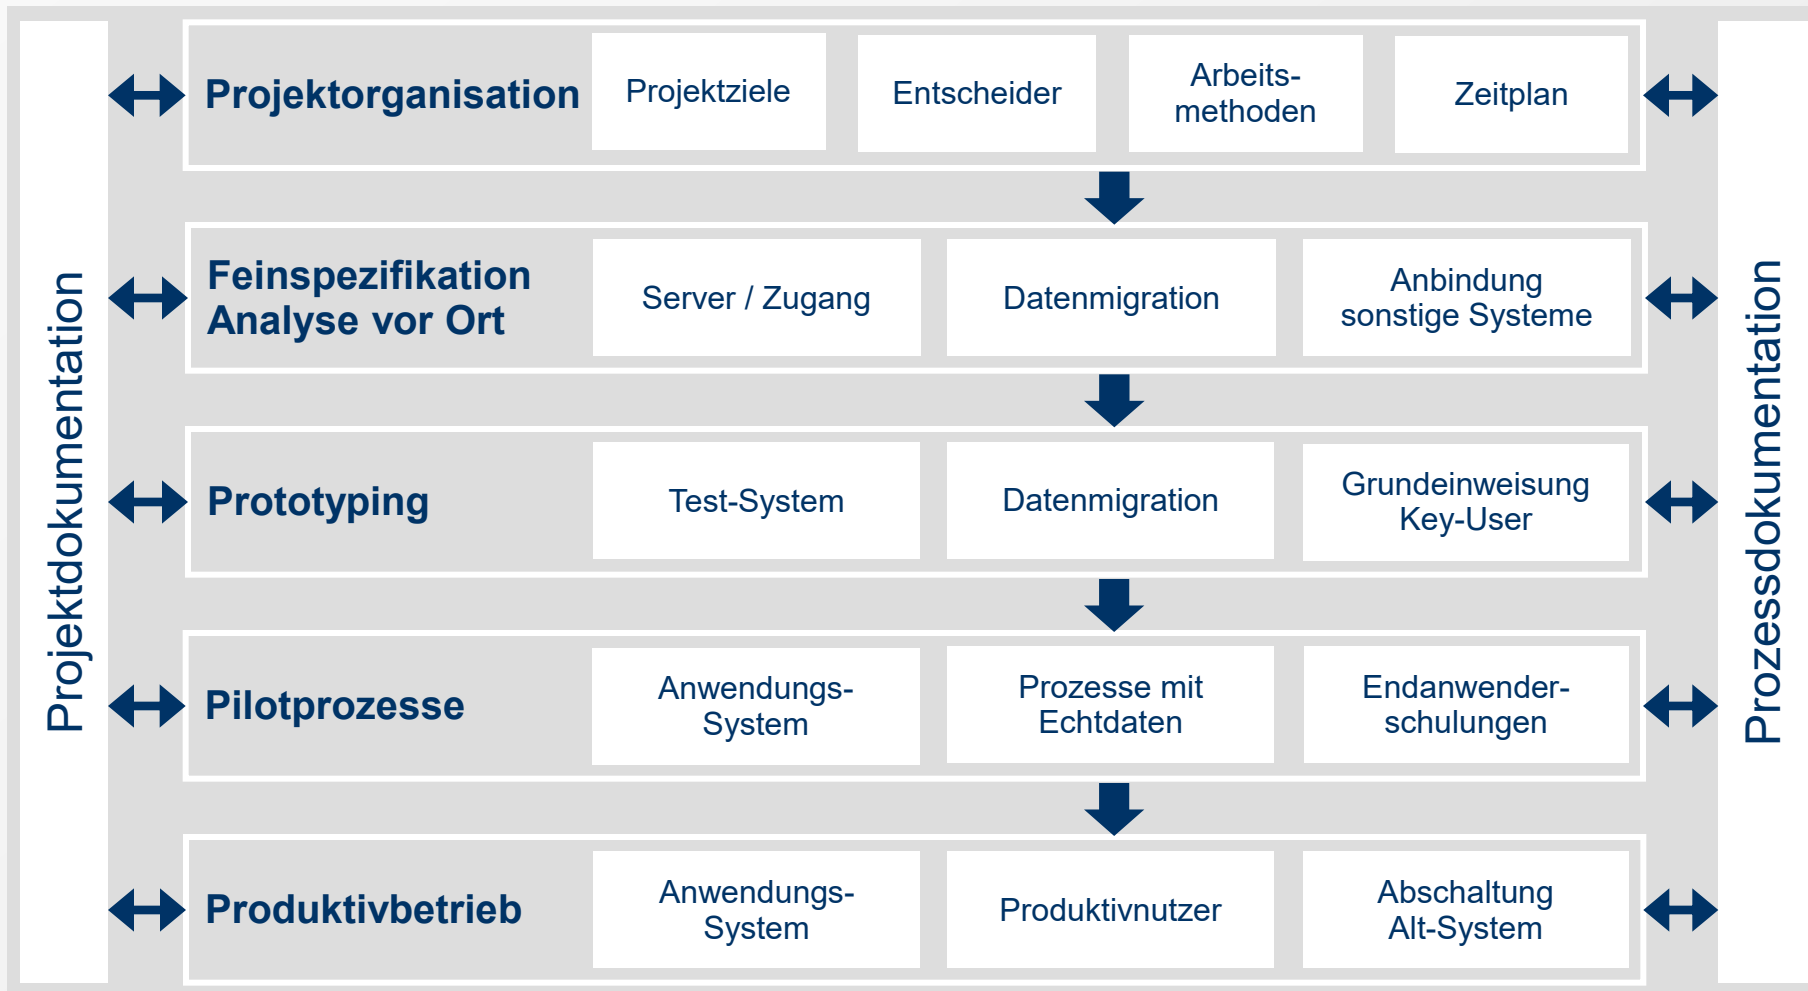 Projektdokumentation
Projektorganisation
Projektziele
Entscheider
Arbeits-
methoden
Zeitplan
Feinspezifikation
Analyse vor Ort
Server / Zugang
Datenmigration
Anbindung
sonstige Systeme
Prototyping
Test-System
Datenmigration
Grundeinweisung
Key-User
Pilotprozesse
Anwendungs-
System
Prozesse mit
Echtdaten
Endanwender-
schulungen
Produktivbetrieb
Anwendungs-
System
Produktivnutzer
Abschaltung
Alt-System
Prozessdokumentation